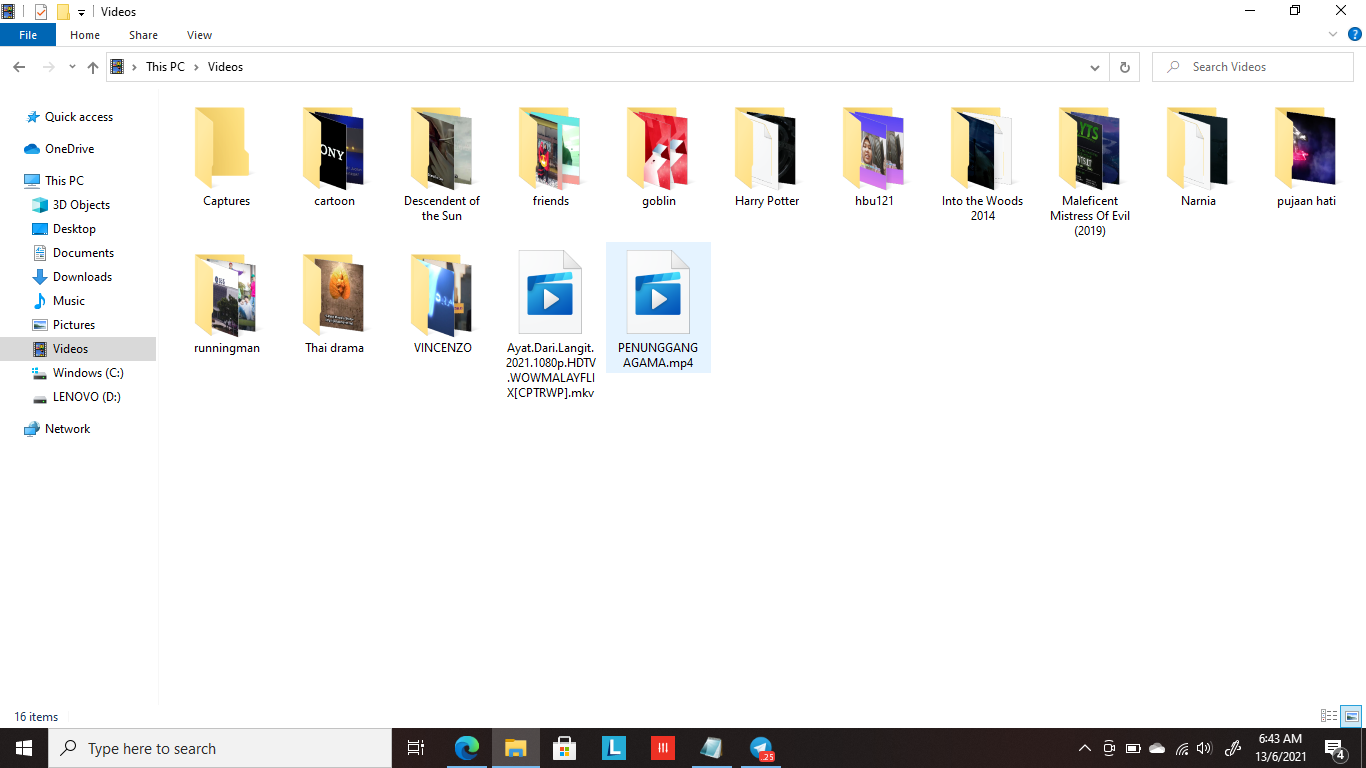 Videos
File Home Share View
This PC Videos
Search Videos
Quick access
OneDrive
This PC
3D Objects
Desktop
Documents
Downloads
Music
Pictures
Videos
Windows (C:)
LENOVO (D:)
Network
Captures
cartoon
Descendent of
the Sun
friends
goblin
Harry Potter
hbu121
Into the Woods
2014
Maleficent
Mistress Of Evil
(2019)
Narnia
pujaan hati
runningman
Thai drama
VINCENZO
Ayat.Dari.Langit.
2021.1080p.HDTV
.WOWMALAYFLI
X[CPTRWP].mkv
PENUNGGANG
AGAMA.mp4
16 items
Type here to search
L
.25
6:43 AM
13/6/2021
4